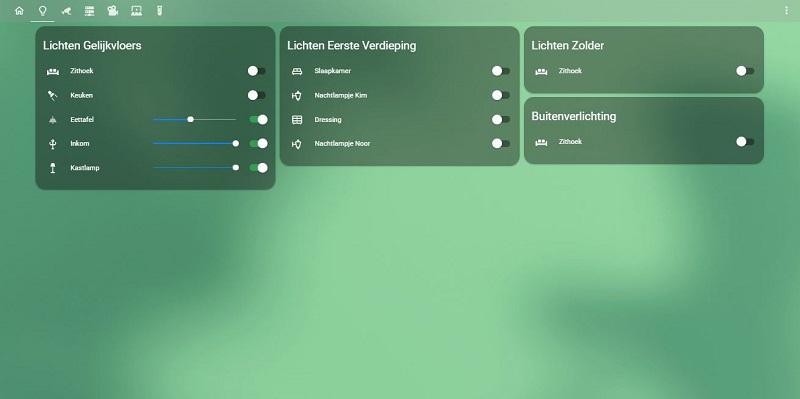 Lichten Gelijkvloers
Zithoek
Keuken
Eettafel
Inkom
Kastlamp
Lichten Eerste Verdieping
Slaapkamer
Nachtlampje Kim
Dressing
Nachtlampje Noor
Lichten Zolder
Zithoek
Buitenverlichting
Zithoek